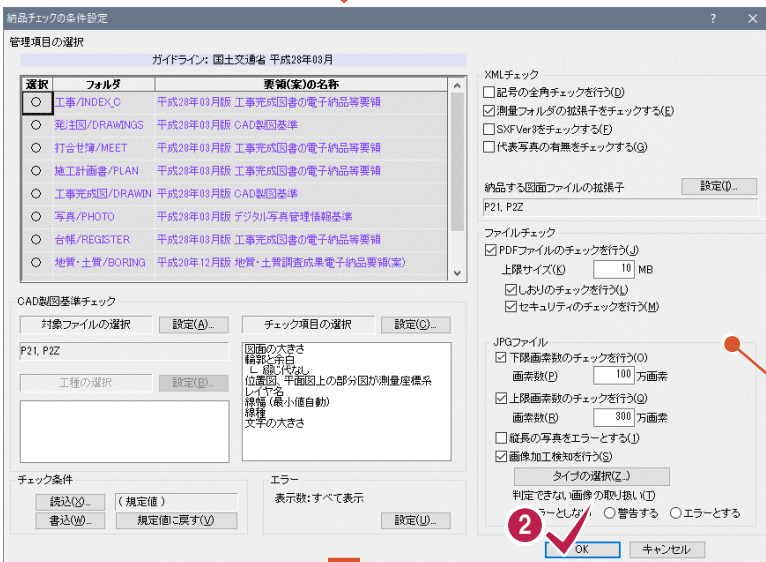 納品チェックの条件設定 ? ×
管理項目の選択
ガイドライン: 国土交通省 平成28年03月
選択 フォルダ 要領(案)の名称
○ 工事/INDEX_C 平成28年03月版 工事完成図書の電子納品等要領
○ 発注図/DRAWINGS 平成28年03月版 CAD製図基準
○ 打合せ簿/MEET 平成28年03月版 工事完成図書の電子納品等要領
○ 施工計画書/PLAN 平成28年03月版 工事完成図書の電子納品等要領
○ 工事完成図/DRAWIN 平成28年03月版 CAD製図基準
○ 写真/PHOTO 平成28年03月版 デジタル写真管理情報基準
○ 台帳/REGISTER 平成28年03月版 工事完成図書の電子納品等要領
○ 地質・土質/BORING 平成20年12月版 地質・土質調査成果電子納品要領(案)
CAD製図基準チェック
対象ファイルの選択 設定(A)...
P21, P2Z
工種の選択 設定(B)...
チェック項目の選択 設定(C)...
図面の大きさ
輪郭と余白
└ 綴じ代なし
位置図、平面図上の部分図が測量座標系
レイヤ名
線幅 (最小値自動)
線種
文字の大きさ
チェック条件
読込(X)... ( 規定値 )
書込(W)... 規定値に戻す(V)
エラー
表示数: すべて表示
設定(U)...
XMLチェック
記号の全角チェックを行う(D)
測量フォルダの拡張子をチェックする(E)
SXFVer3をチェックする(F)
代表写真の有無をチェックする(G)
納品する図面ファイルの拡張子 設定(I)...
P21, P2Z
ファイルチェック
PDFファイルのチェックを行う(J)
上限サイズ(K) 10 MB
しおりのチェックを行う(L)
セキュリティのチェックを行う(M)
JPGファイル
下限画素数のチェックを行う(O)
画素数(P) 100 万画素
上限画素数のチェックを行う(Q)
画素数(R) 300 万画素
縦長の写真をエラーとする(1)
画像加工検知を行う(S)
タイプの選択(Z..)
判定できない画像の取り扱い(T)
ーとしない ○警告する ○エラーとする
2
OK キャンセル